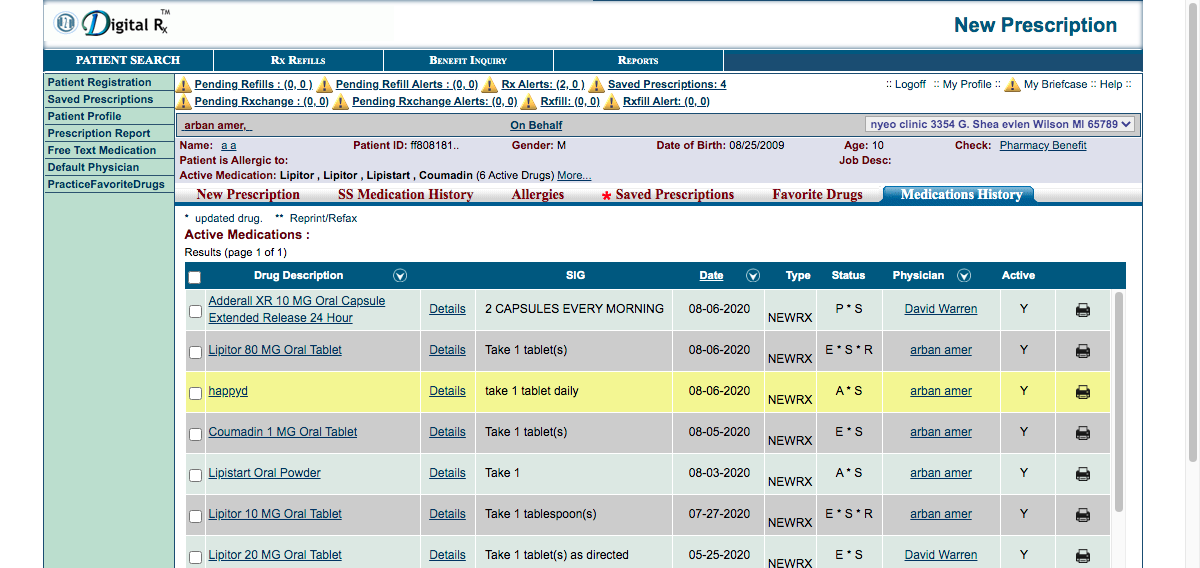 Digital Rx TM
New Prescription
PATIENT SEARCH RX REFILLS BENEFIT INQUIRY REPORTS
Patient Registration
Saved Prescriptions
Patient Profile
Prescription Report
Free Text Medication
Default Physician
PracticeFavoriteDrugs
Pending Refills : (0, 0 ) Pending Refill Alerts : (0, 0) Rx Alerts: (2, 0 ) Saved Prescriptions: 4 :: Logoff :: My Profile :: My Briefcase :: Help ::
Pending Rxchange : (0, 0) Pending Rxchange Alerts: (0, 0) Rxfill: (0, 0) Rxfill Alert: (0, 0)
arban amer, On Behalf nyeo clinic 3354 G. Shea evlen Wilson MI 65789
Name: a a Patient ID: ff808181.. Gender: M Date of Birth: 08/25/2009 Age: 10 Check: Pharmacy Benefit
Patient is Allergic to: Job Desc:
Active Medication: Lipitor , Lipitor , Lipistart , Coumadin (6 Active Drugs) More...
New Prescription SS Medication History Allergies * Saved Prescriptions Favorite Drugs Medications History
* updated drug. ** Reprint/Refax
Active Medications :
Results (page 1 of 1)
Drug Description SIG Date Type Status Physician Active
Adderall XR 10 MG Oral Capsule
Extended Release 24 Hour Details 2 CAPSULES EVERY MORNING 08-06-2020 NEWRX P * S David Warren Y
Lipitor 80 MG Oral Tablet Details Take 1 tablet(s) 08-06-2020 NEWRX E * S * R arban amer Y
happyd Details take 1 tablet daily 08-06-2020 NEWRX A * S arban amer Y
Coumadin 1 MG Oral Tablet Details Take 1 tablet(s) 08-05-2020 NEWRX E * S arban amer Y
Lipistart Oral Powder Details Take 1 08-03-2020 NEWRX A * S arban amer Y
Lipitor 10 MG Oral Tablet Details Take 1 tablespoon(s) 07-27-2020 NEWRX E * S * R arban amer Y
Lipitor 20 MG Oral Tablet Details Take 1 tablet(s) as directed 05-25-2020 NEWRX E * S David Warren Y